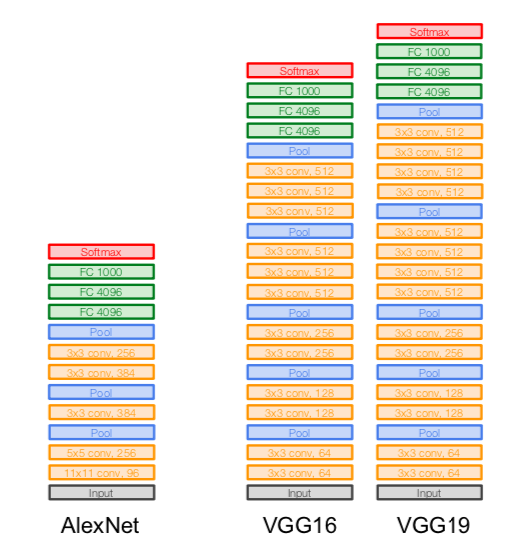 Softmax
FC 1000
FC 4096
FC 4096
Pool
3x3 conv, 256
3x3 conv, 384
Pool
3x3 conv, 384
Pool
5x5 conv, 256
11x11 conv, 96
Input
AlexNet
Softmax
FC 1000
FC 4096
FC 4096
Pool
3x3 conv, 512
3x3 conv, 512
3x3 conv, 512
Pool
3x3 conv, 512
3x3 conv, 512
3x3 conv, 512
Pool
3x3 conv, 256
3x3 conv, 256
Pool
3x3 conv, 128
3x3 conv, 128
Pool
3x3 conv, 64
3x3 conv, 64
Input
VGG16
Softmax
FC 1000
FC 4096
FC 4096
Pool
3x3 conv, 512
3x3 conv, 512
3x3 conv, 512
3x3 conv, 512
Pool
3x3 conv, 512
3x3 conv, 512
3x3 conv, 512
3x3 conv, 512
Pool
3x3 conv, 256
3x3 conv, 256
Pool
3x3 conv, 128
3x3 conv, 128
Pool
3x3 conv, 64
3x3 conv, 64
Input
VGG19